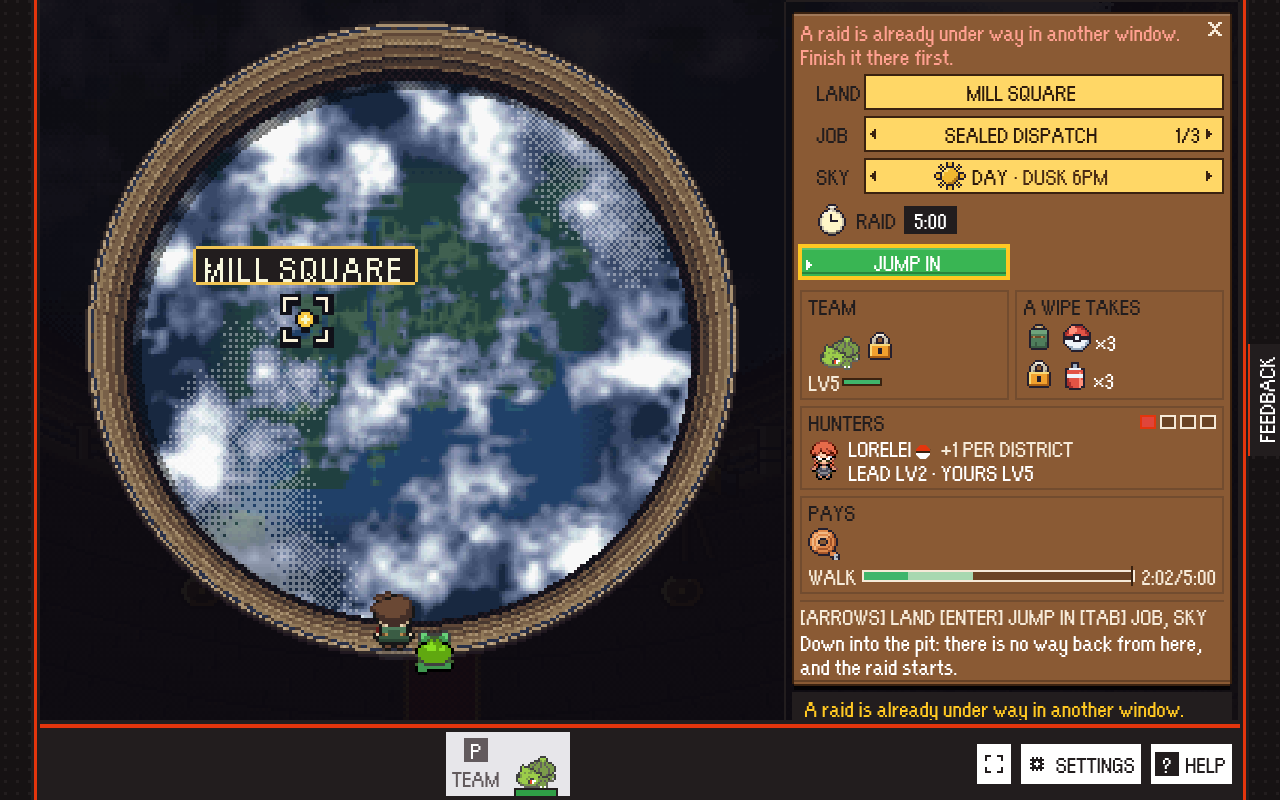 A raid is already under way in another window.
Finish it there first.
X
LAND
MILL SQUARE
JOB
SEALED DISPATCH
1/3
SKY
DAY · DUSK 6PM
RAID
5:00
JUMP IN
MILL SQUARE
TEAM
LV5
A WIPE TAKES
×3
×3
HUNTERS
LORELEI +1 PER DISTRICT
LEAD LV2 · YOURS LV5
PAYS
WALK
2:02/5:00
[ARROWS] LAND [ENTER] JUMP IN [TAB] JOB, SKY
Down into the pit: there is no way back from here,
and the raid starts.
A raid is already under way in another window.
FEEDBACK
P
TEAM
SETTINGS
? HELP